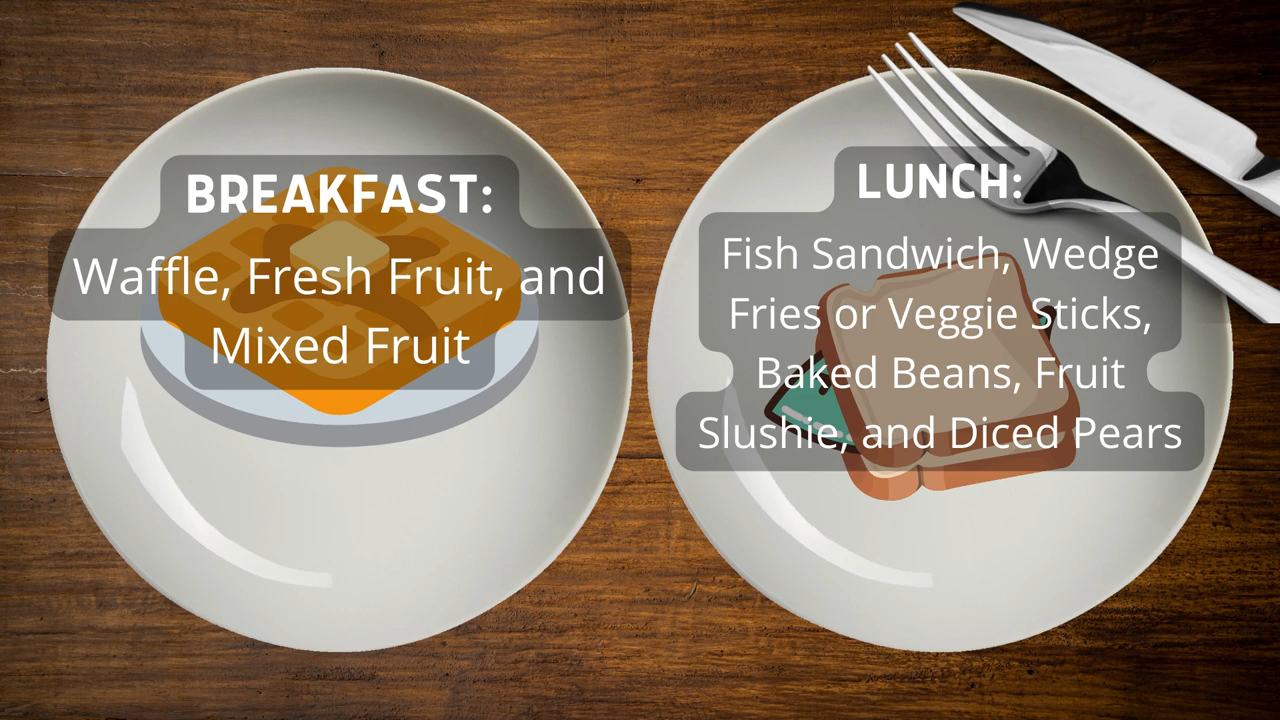 BREAKFAST:
Waffle, Fresh Fruit, and
Mixed Fruit
LUNCH:
Fish Sandwich, Wedge
Fries or Veggie Sticks,
Baked Beans, Fruit
Slushie, and Diced Pears